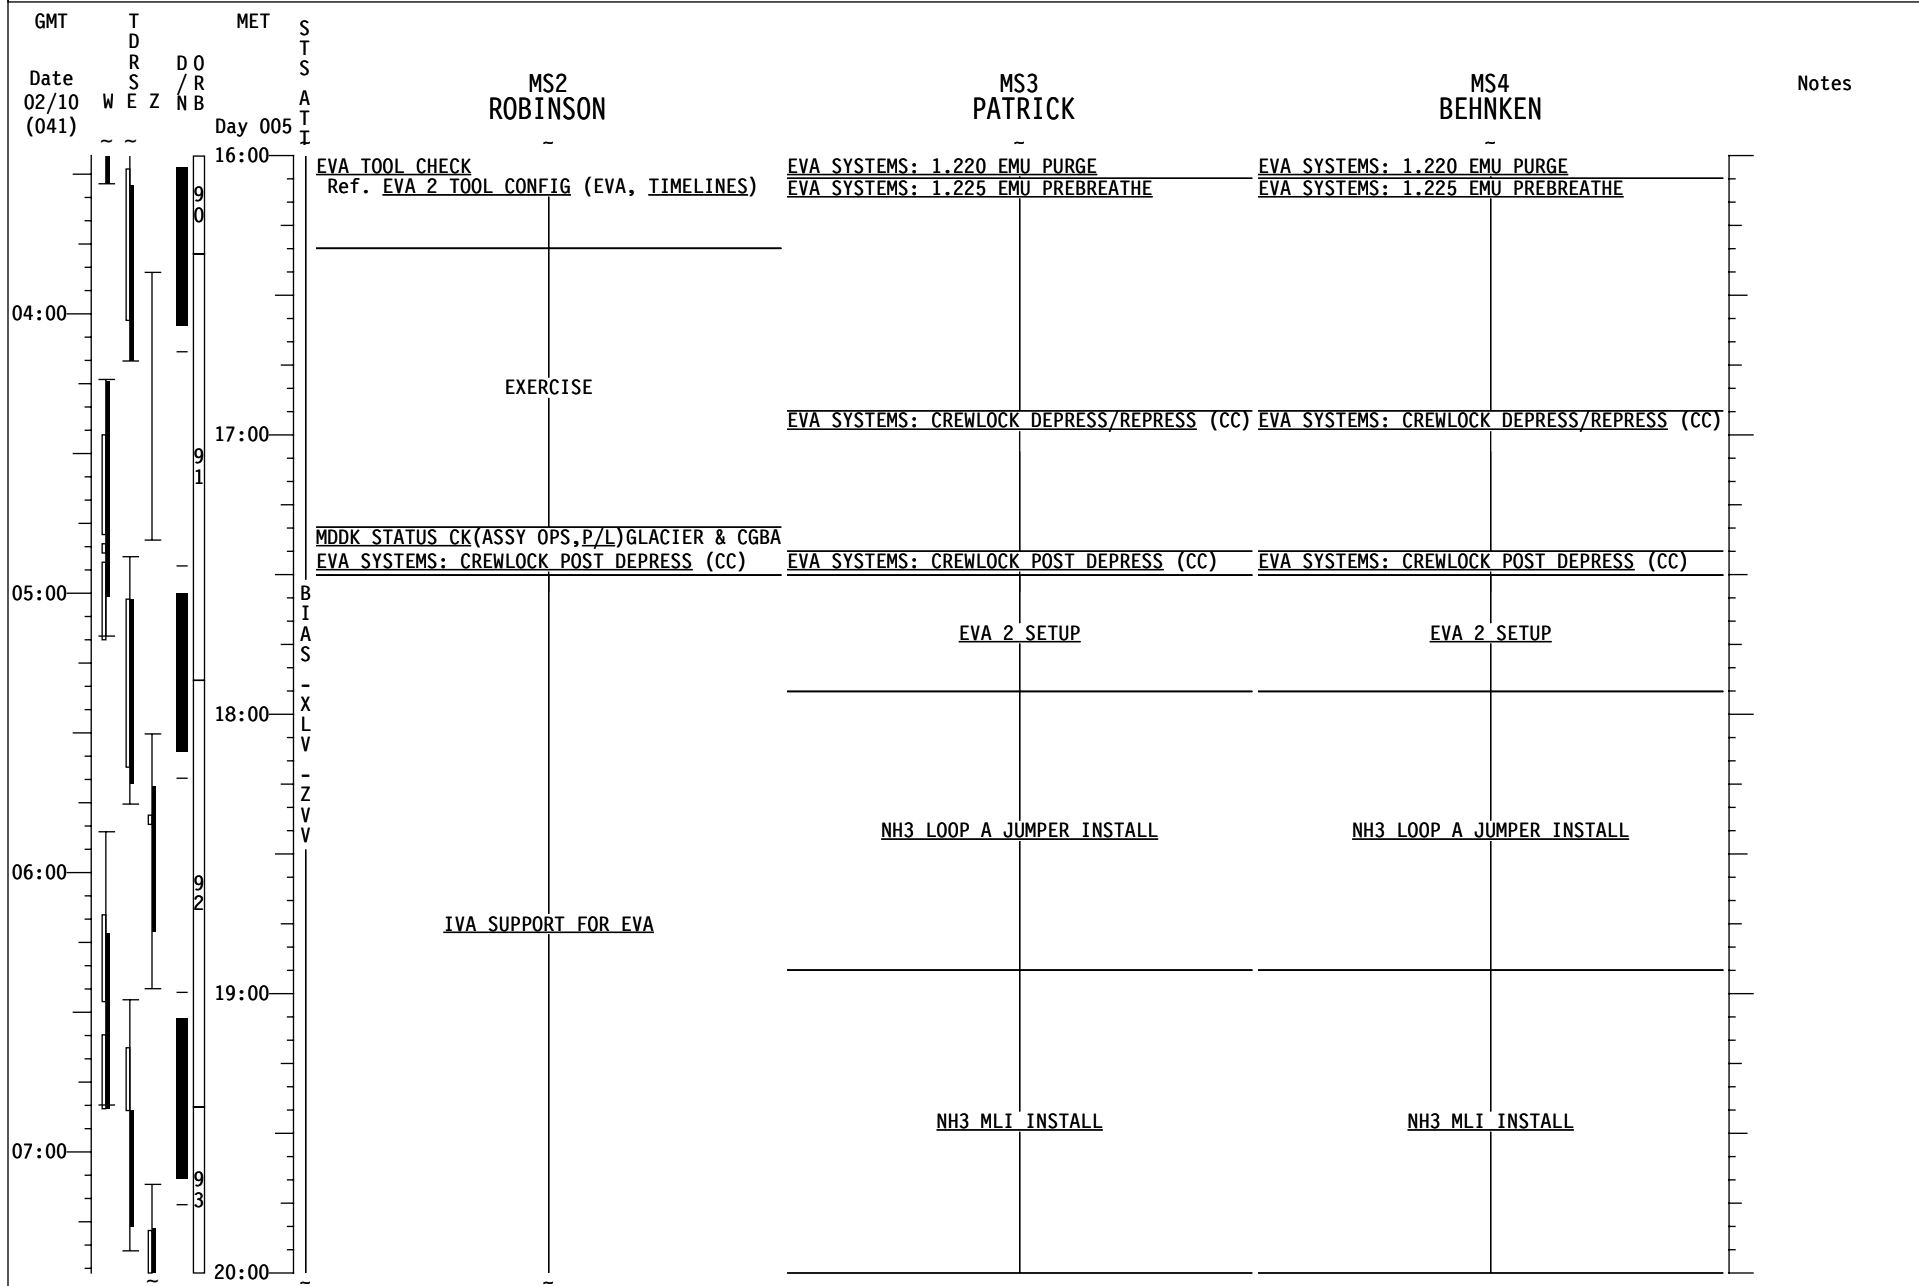 GMT
TDRS
MET
STS ATT
Date
02/10
(041)
W E Z
D/N
ORB
Day 005
MS2
ROBINSON
MS3
PATRICK
MS4
BEHNKEN
Notes
~ ~ ~ ~ ~
16:00
EVA TOOL CHECK
Ref. EVA 2 TOOL CONFIG (EVA, TIMELINES)
EVA SYSTEMS: 1.220 EMU PURGE
EVA SYSTEMS: 1.225 EMU PREBREATHE
EVA SYSTEMS: 1.220 EMU PURGE
EVA SYSTEMS: 1.225 EMU PREBREATHE
90
04:00
EXERCISE
EVA SYSTEMS: CREWLOCK DEPRESS/REPRESS (CC)
EVA SYSTEMS: CREWLOCK DEPRESS/REPRESS (CC)
17:00
91
MDDK STATUS CK(ASSY OPS,P/L)GLACIER & CGBA
EVA SYSTEMS: CREWLOCK POST DEPRESS (CC)
EVA SYSTEMS: CREWLOCK POST DEPRESS (CC)
EVA SYSTEMS: CREWLOCK POST DEPRESS (CC)
05:00
BIAS -XLV -ZVV
EVA 2 SETUP
EVA 2 SETUP
18:00
NH3 LOOP A JUMPER INSTALL
NH3 LOOP A JUMPER INSTALL
06:00
92
IVA SUPPORT FOR EVA
19:00
NH3 MLI INSTALL
NH3 MLI INSTALL
07:00
93
20:00
~ ~ ~